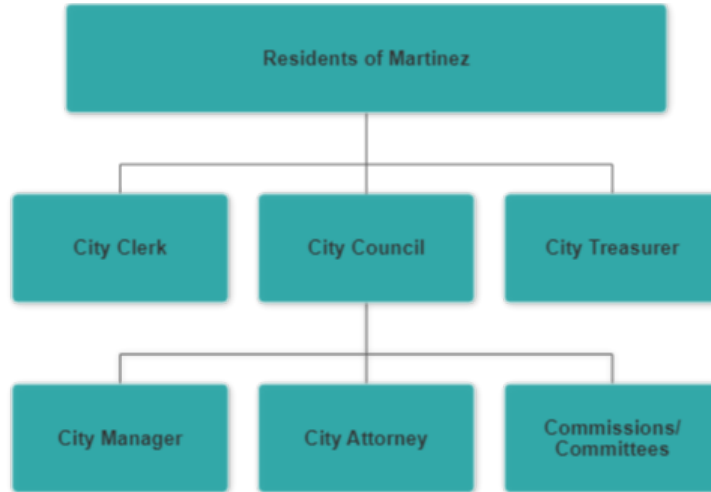 Residents of Martinez
City Clerk
City Council
City Treasurer
City Manager
City Attorney
Commissions/
Committees